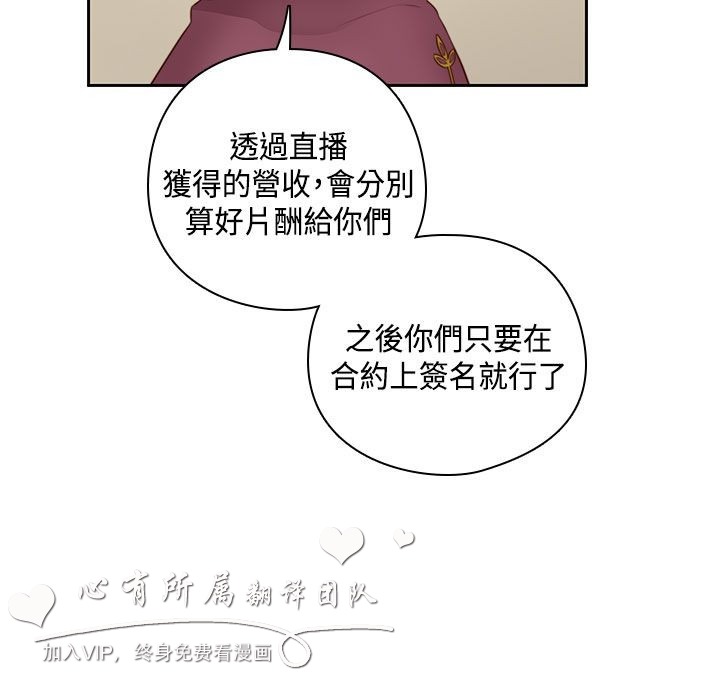 透過直播
獲得的營收，會分別
算好片酬給你們
之後你們只要在
合約上簽名就行了
心有所属翻译团队
加入VIP，终身免费看漫画